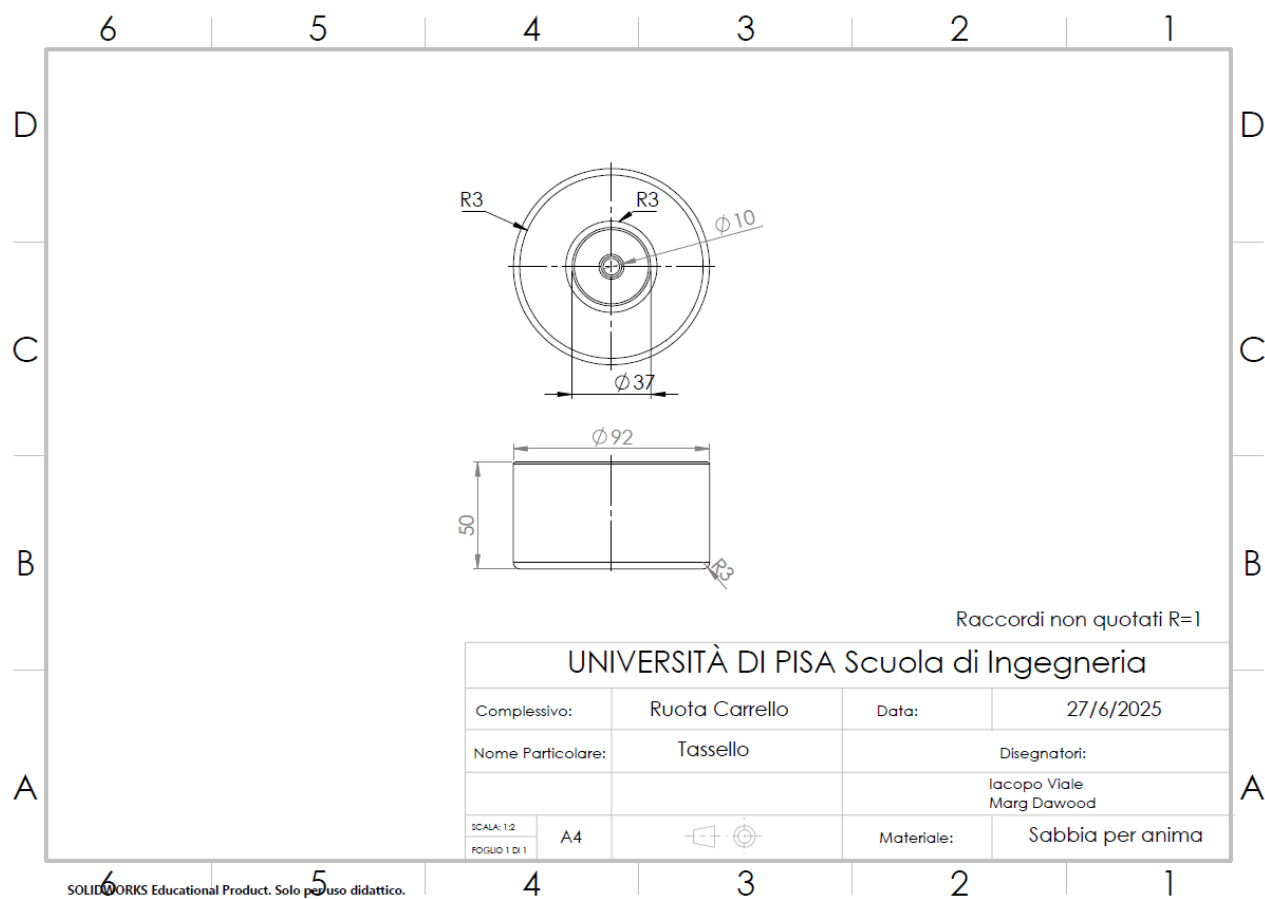 6 5 4 3 2 1
D D
R3 R3
Ø10
C C
Ø37
Ø92
50
B B
R3
Raccordi non quotati R=1
UNIVERSITÀ DI PISA Scuola di Ingegneria
Complessivo: Ruota Carrello Data: 27/6/2025
Nome Particolare: Tassello Disegnatori:
A A
Iacopo Viale
Marg Dawood
SCALA: 1:2
A4 Materiale: Sabbia per anima
FOGLIO 1 DI 1
6 5 4 3 2 1
SOLIDWORKS Educational Product. Solo per uso didattico.